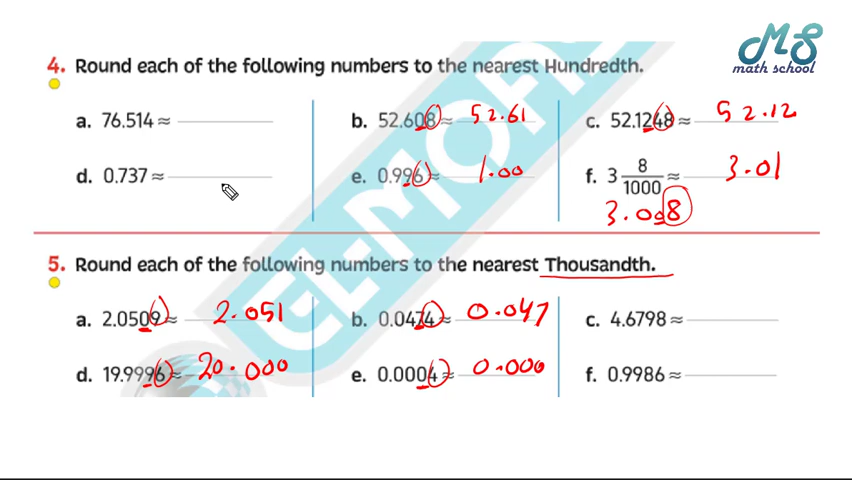 MS
math school
4. Round each of the following numbers to the nearest Hundredth.
a. 76.514 ≈ b. 52.608 ≈ 52.61 c. 52.1248 ≈ 52.12
d. 0.737 ≈ e. 0.996 ≈ 1.00 f. 3 8/1000 ≈ 3.01
3.008
5. Round each of the following numbers to the nearest Thousandth.
a. 2.0509 ≈ 2.051 b. 0.0474 ≈ 0.047 c. 4.6798 ≈
d. 19.9996 ≈ 20.000 e. 0.0004 ≈ 0.000 f. 0.9986 ≈
EL-MOFID